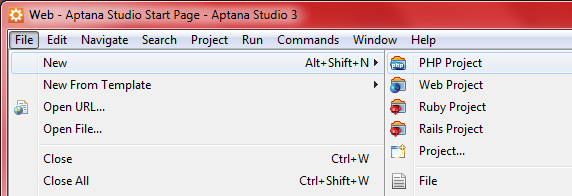 Web - Aptana Studio Start Page - Aptana Studio 3
File Edit Navigate Search Project Run Commands Window Help
New Alt+Shift+N
New From Template
Open URL...
Open File...
Close Ctrl+W
Close All Ctrl+Shift+W
php PHP Project
Web Project
Ruby Project
Rails Project
Project...
File